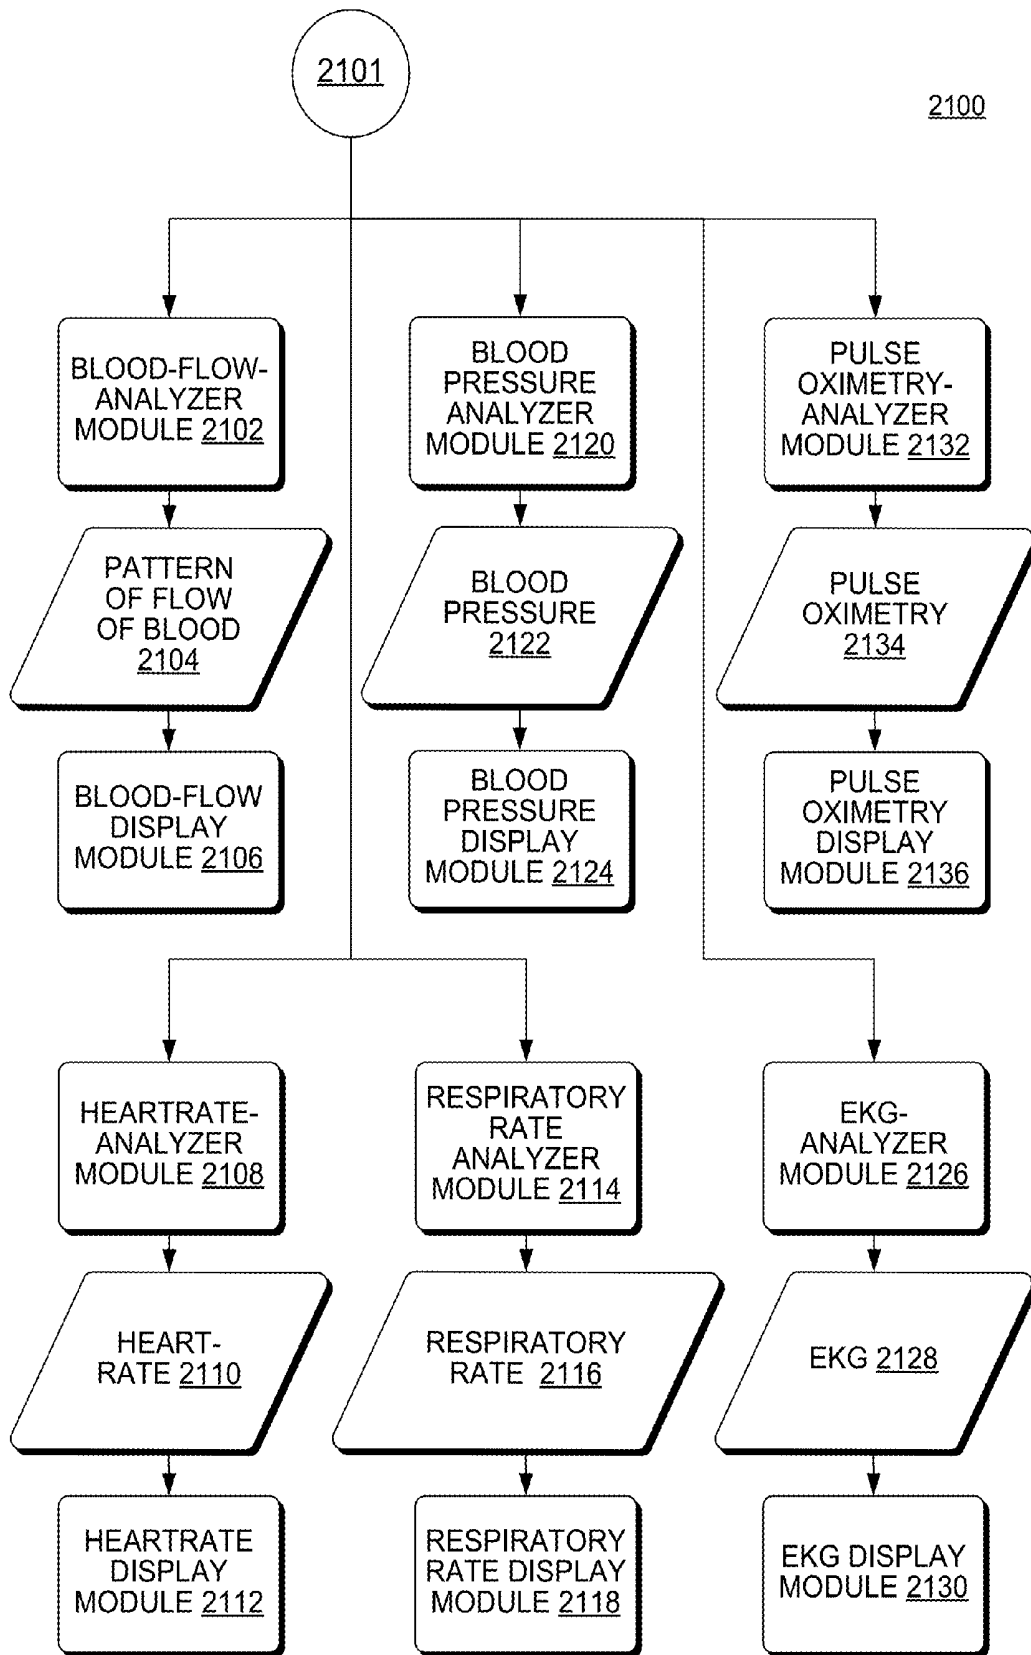 2101
2100
BLOOD-FLOW-
ANALYZER
MODULE 2102
BLOOD
PRESSURE
ANALYZER
MODULE 2120
PULSE
OXIMETRY-
ANALYZER
MODULE 2132
PATTERN
OF FLOW
OF BLOOD
2104
BLOOD
PRESSURE
2122
PULSE
OXIMETRY
2134
BLOOD-FLOW
DISPLAY
MODULE 2106
BLOOD
PRESSURE
DISPLAY
MODULE 2124
PULSE
OXIMETRY
DISPLAY
MODULE 2136
HEARTRATE-
ANALYZER
MODULE 2108
RESPIRATORY
RATE
ANALYZER
MODULE 2114
EKG-
ANALYZER
MODULE 2126
HEART-
RATE 2110
RESPIRATORY
RATE 2116
EKG 2128
HEARTRATE
DISPLAY
MODULE 2112
RESPIRATORY
RATE DISPLAY
MODULE 2118
EKG DISPLAY
MODULE 2130